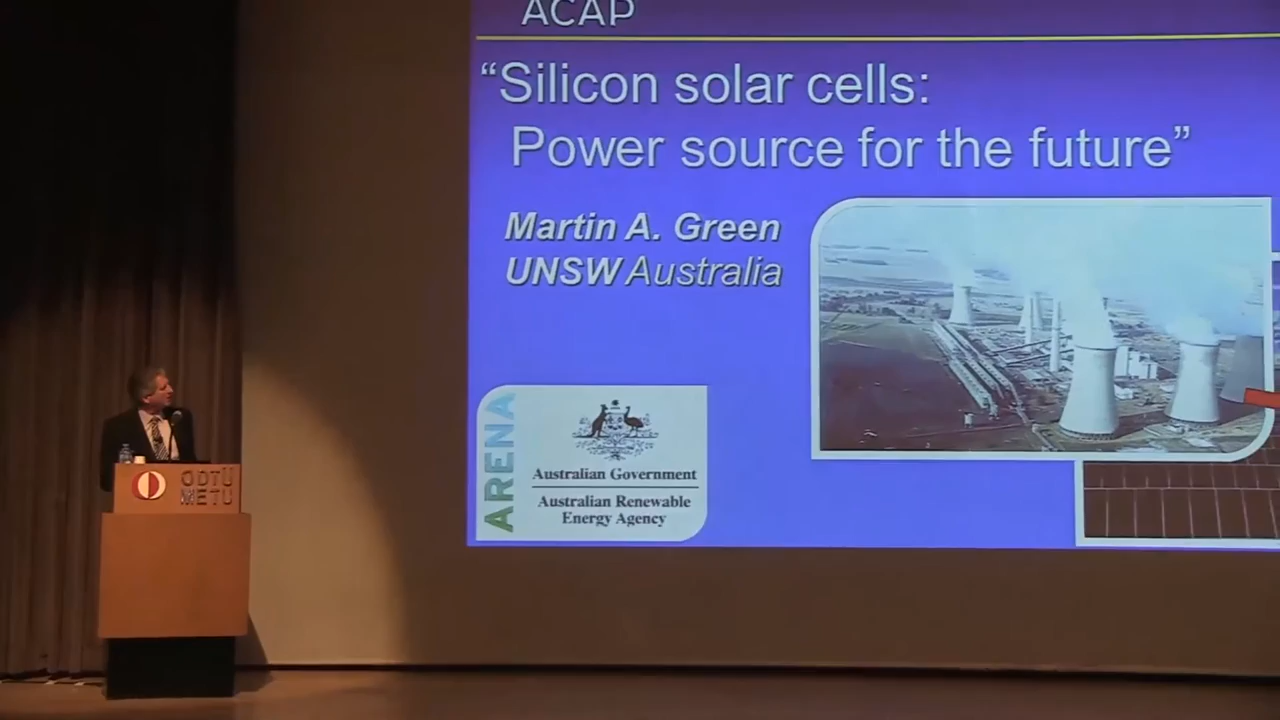 ACAP
“Silicon solar cells:
Power source for the future”
Martin A. Green
UNSW Australia
ARENA
Australian Government
Australian Renewable
Energy Agency
ODTÜ
METU